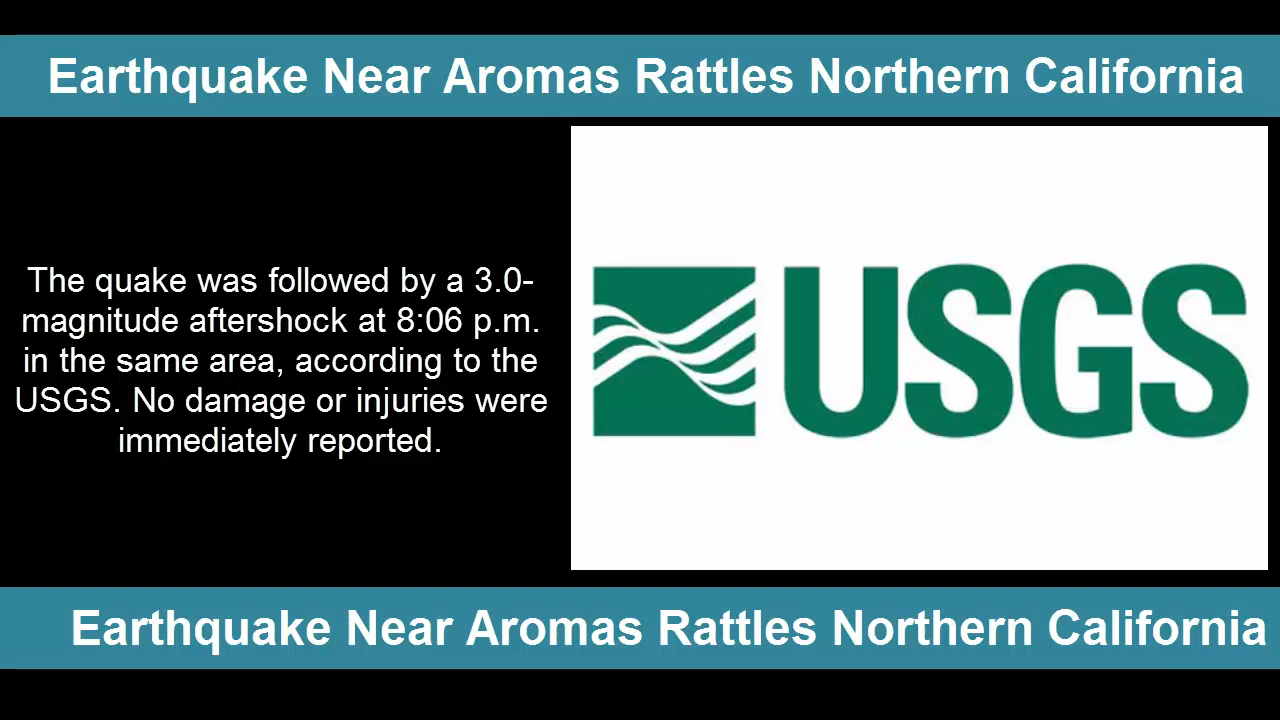 Earthquake Near Aromas Rattles Northern California
The quake was followed by a 3.0-
magnitude aftershock at 8:06 p.m.
in the same area, according to the
USGS. No damage or injuries were
immediately reported.
USGS
Earthquake Near Aromas Rattles Northern California